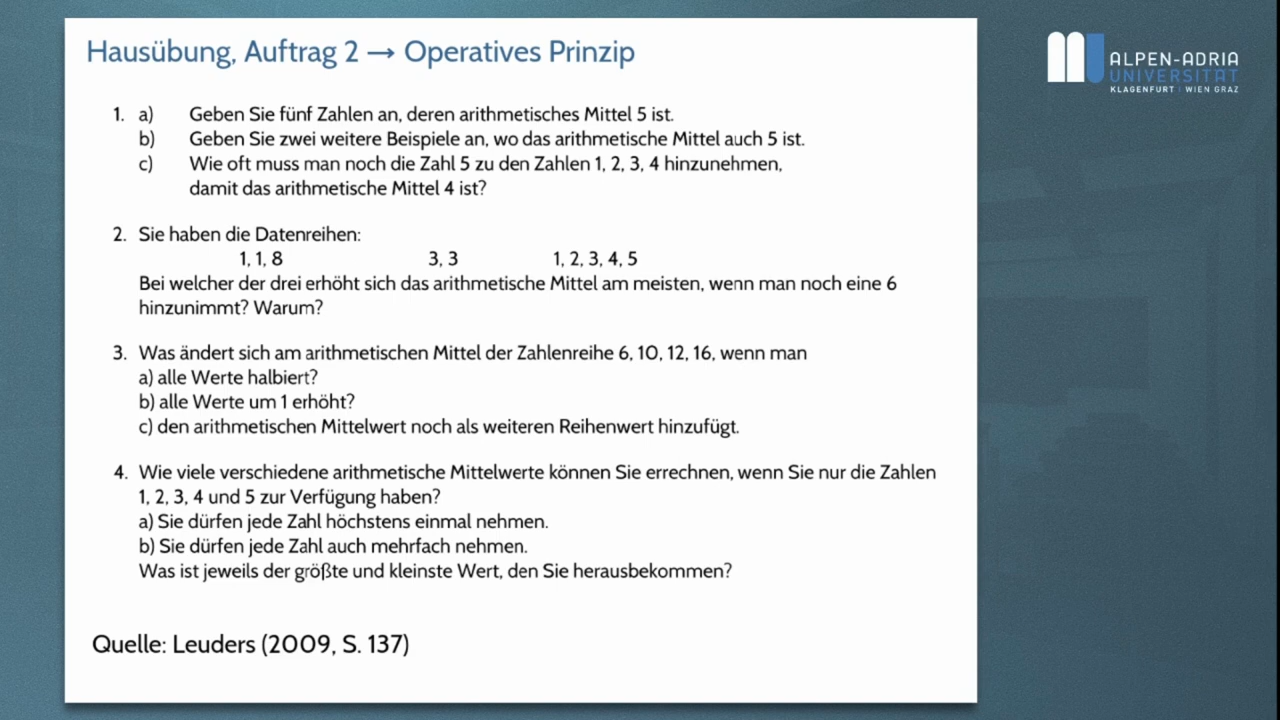 Hausübung, Auftrag 2 → Operatives Prinzip
ALPEN-ADRIA
UNIVERSITÄT
KLAGENFURT | WIEN GRAZ
1. a) Geben Sie fünf Zahlen an, deren arithmetisches Mittel 5 ist.
b) Geben Sie zwei weitere Beispiele an, wo das arithmetische Mittel auch 5 ist.
c) Wie oft muss man noch die Zahl 5 zu den Zahlen 1, 2, 3, 4 hinzunehmen,
damit das arithmetische Mittel 4 ist?
2. Sie haben die Datenreihen:
1, 1, 8 3, 3 1, 2, 3, 4, 5
Bei welcher der drei erhöht sich das arithmetische Mittel am meisten, wenn man noch eine 6
hinzunimmt? Warum?
3. Was ändert sich am arithmetischen Mittel der Zahlenreihe 6, 10, 12, 16, wenn man
a) alle Werte halbiert?
b) alle Werte um 1 erhöht?
c) den arithmetischen Mittelwert noch als weiteren Reihenwert hinzufügt.
4. Wie viele verschiedene arithmetische Mittelwerte können Sie errechnen, wenn Sie nur die Zahlen
1, 2, 3, 4 und 5 zur Verfügung haben?
a) Sie dürfen jede Zahl höchstens einmal nehmen.
b) Sie dürfen jede Zahl auch mehrfach nehmen.
Was ist jeweils der größte und kleinste Wert, den Sie herausbekommen?
Quelle: Leuders (2009, S. 137)